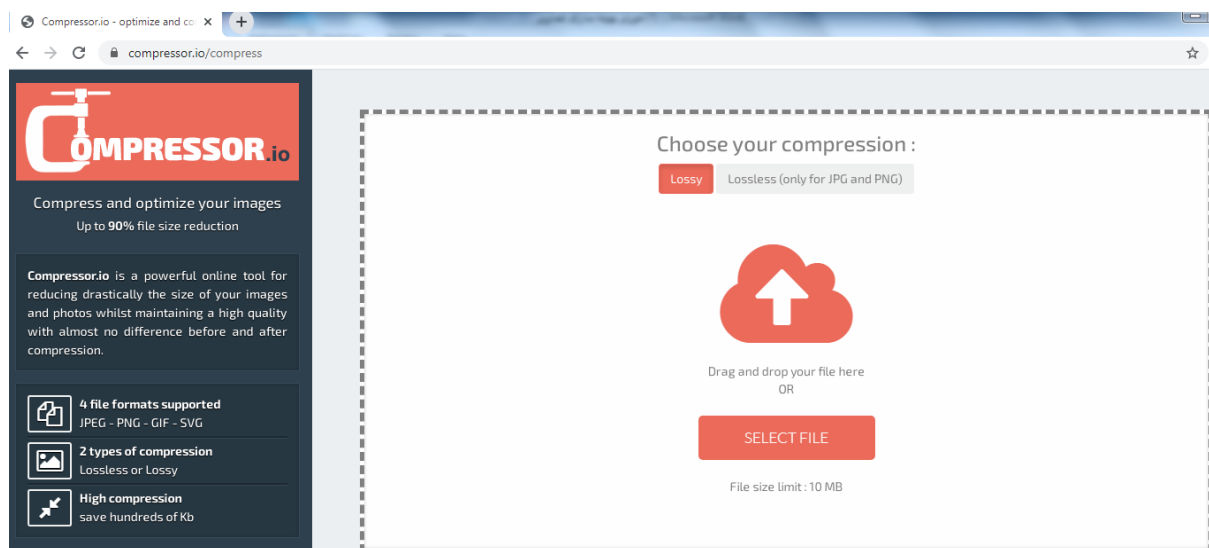 Compressor.io - optimize and co
compressor.io/compress
COMPRESSOR.io
Compress and optimize your images
Up to 90% file size reduction
Compressor.io is a powerful online tool for
reducing drastically the size of your images
and photos whilst maintaining a high quality
with almost no difference before and after
compression.
4 file formats supported
JPEG - PNG - GIF - SVG
2 types of compression
Lossless or Lossy
High compression
save hundreds of Kb
Choose your compression :
Lossy Lossless (only for JPG and PNG)
Drag and drop your file here
OR
SELECT FILE
File size limit : 10 MB